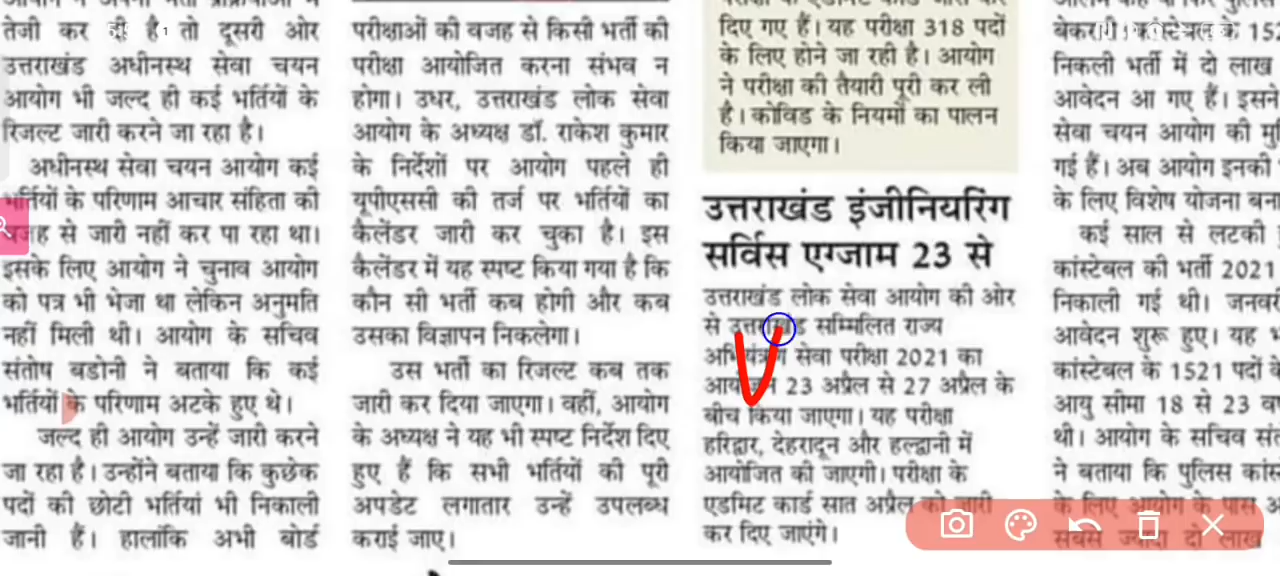 तेजी कर दी है तो दूसरी ओर
उत्तराखंड अधीनस्थ सेवा चयन
आयोग भी जल्द ही कई भर्तियों के
रिजल्ट जारी करने जा रहा है।
अधीनस्थ सेवा चयन आयोग कई
भर्तियों के परिणाम आचार संहिता की
वजह से जारी नहीं कर पा रहा था।
इसके लिए आयोग ने चुनाव आयोग
को पत्र भी भेजा था लेकिन अनुमति
नहीं मिली थी। आयोग के सचिव
संतोष बडोनी ने बताया कि कई
भर्तियों के परिणाम अटके हुए थे।
जल्द ही आयोग उन्हें जारी करने
जा रहा है। उन्होंने बताया कि कुछेक
पदों की छोटी भर्तियां भी निकाली
जानी हैं। हालांकि अभी बोर्ड
परीक्षाओं की वजह से किसी भर्ती की
परीक्षा आयोजित करना संभव न
होगा। उधर, उत्तराखंड लोक सेवा
आयोग के अध्यक्ष डॉ. राकेश कुमार
के निर्देशों पर आयोग पहले ही
यूपीएससी की तर्ज पर भर्तियों का
कैलेंडर जारी कर चुका है। इस
कैलेंडर में यह स्पष्ट किया गया है कि
कौन सी भर्ती कब होगी और कब
उसका विज्ञापन निकलेगा।
उस भर्ती का रिजल्ट कब तक
जारी कर दिया जाएगा। वहीं, आयोग
के अध्यक्ष ने यह भी स्पष्ट निर्देश दिए
हुए हैं कि सभी भर्तियों की पूरी
अपडेट लगातार उन्हें उपलब्ध
कराई जाए।
दिए गए हैं। यह परीक्षा 318 पदों
के लिए होने जा रही है। आयोग
ने परीक्षा की तैयारी पूरी कर ली
है। कोविड के नियमों का पालन
किया जाएगा।
उत्तराखंड इंजीनियरिंग
सर्विस एग्जाम 23 से
उत्तराखंड लोक सेवा आयोग की ओर
से उत्तराखंड सम्मिलित राज्य
अभियंत्रण सेवा परीक्षा 2021 का
आयोजन 23 अप्रैल से 27 अप्रैल के
बीच किया जाएगा। यह परीक्षा
हरिद्वार, देहरादून और हल्द्वानी में
आयोजित की जाएगी। परीक्षा के
एडमिट कार्ड सात अप्रैल को जारी
कर दिए जाएंगे।
निकली भर्ती में दो लाख
आवेदन आ गए हैं। इसने
सेवा चयन आयोग की
गई हैं। अब आयोग इनकी
के लिए विशेष योजना
कई साल से लटकी
कांस्टेबल की भर्ती 2021
निकाली गई थी।
आवेदन शुरू हुए। यह
कांस्टेबल के 1521 पदों
आयु सीमा 18 से 23
थी। आयोग के सचिव
ने बताया कि पुलिस
के लिए आयोग के पास
सबसे ज्यादा दो लाख